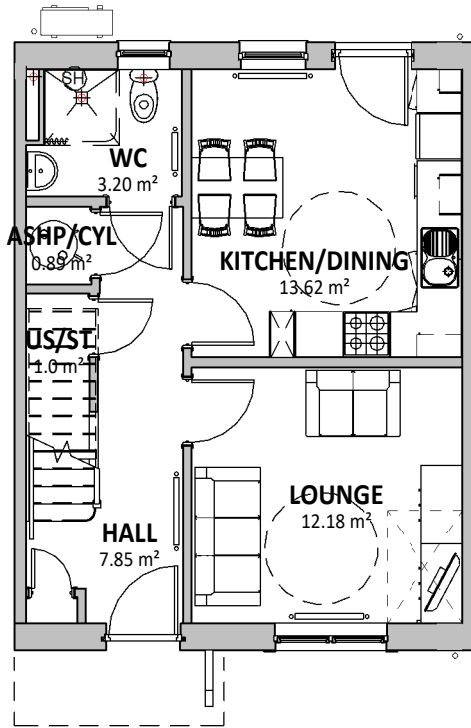 SH
WC
3.20 m²
ASHP/CYL
0.89 m²
KITCHEN/DINING
13.62 m²
US/ST
1.0 m²
LOUNGE
12.18 m²
HALL
7.85 m²